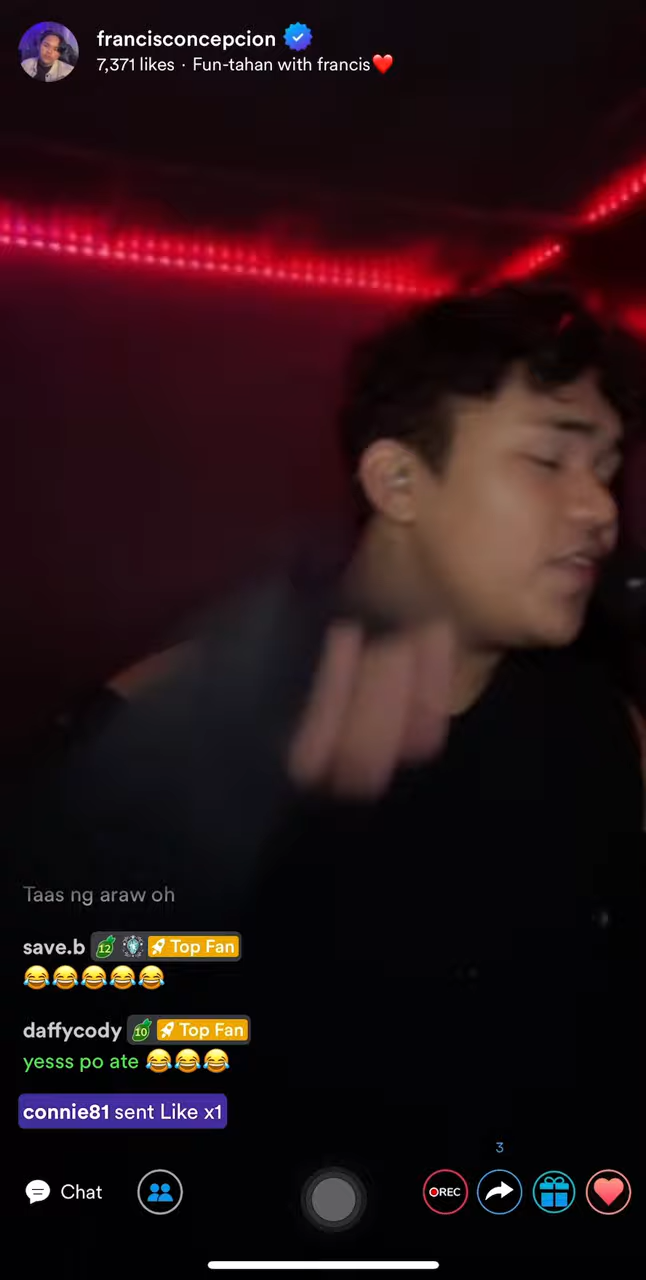 francisconcepcion
7,371 likes · Fun-tahan with francis❤️
Taas ng araw oh
save.b 12 Top Fan
😂😂😂😂😂
daffycody 10 Top Fan
yesss po ate 😂😂😂
connie81 sent Like x1
3
Chat
REC